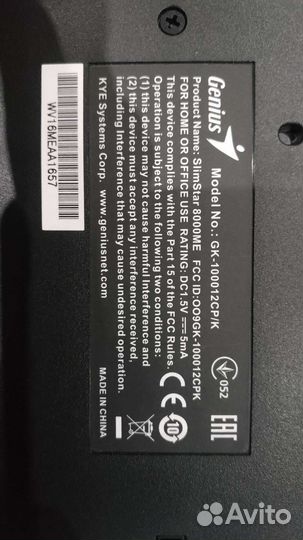 Genius
Model No.: GK-100012CP/K
Product Name: SlimStar 8000ME FCC ID:OO9GK-100012CPK
FOR HOME OR OFFICE USE RATING: DC1.5V 5mA
This device complies with the Part 15 of the FCC Rules.
Operation is subject to the following two conditions:
(1) this device may not cause harmful interference and
(2) this device must accept any interference received,
including interference that may cause undesired operation.
KYE Systems Corp. www.geniusnet.com
MADE IN CHINA
CE
10
052
EAC
WV16MEAA1657
Avito